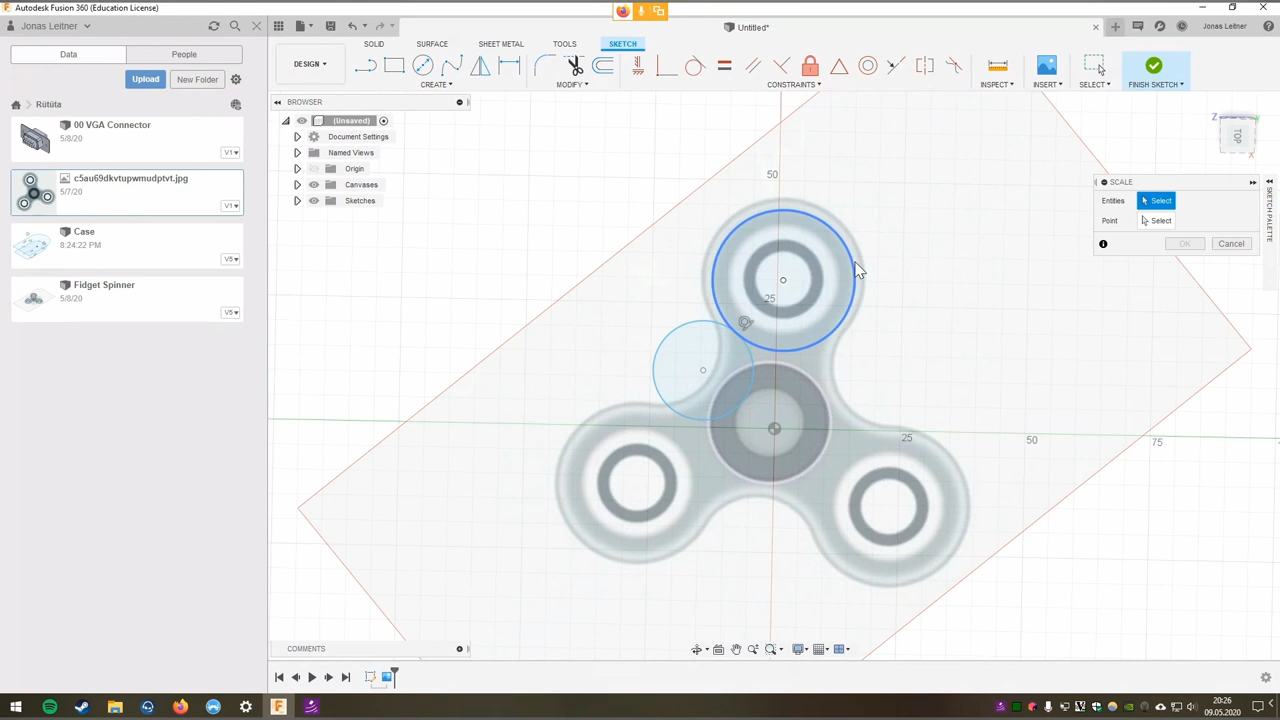 Autodesk Fusion 360 (Education License)
Jonas Leitner
Untitled*
Jonas Leitner
Data
People
SOLID
SURFACE
SHEET METAL
TOOLS
SKETCH
DESIGN
Upload
New Folder
CREATE
MODIFY
CONSTRAINTS
INSPECT
INSERT
SELECT
FINISH SKETCH
Rütüta
BROWSER
00 VGA Connector
5/8/20
V1
(Unsaved)
Document Settings
Named Views
Origin
Canvases
Sketches
c5au69dkvtupwmudptvt.jpg
5/7/20
V1
Case
8:24:22 PM
V5
Fidget Spinner
5/8/20
V5
Z
Y
TOP
X
SCALE
Entities
Select
Point
Select
OK
Cancel
SKETCH PALETTE
50
25
25
50
75
COMMENTS
20:26
09.05.2020